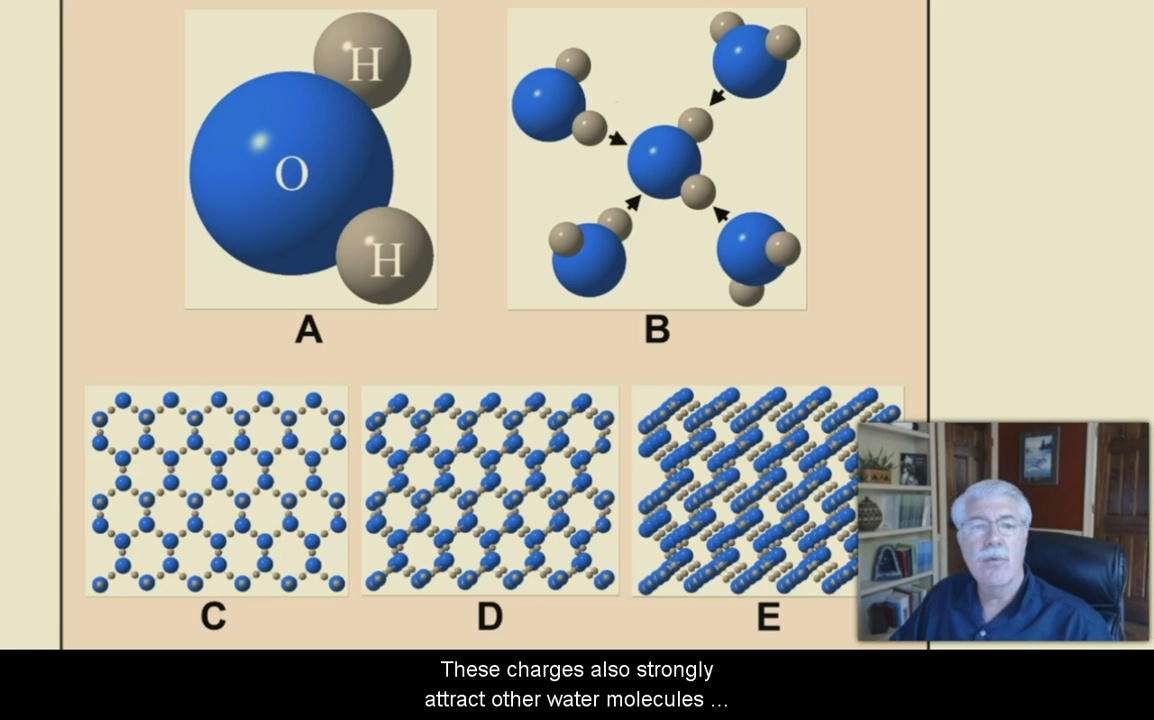 H
O
H
A
B
C
D
E
These charges also strongly
attract other water molecules ...